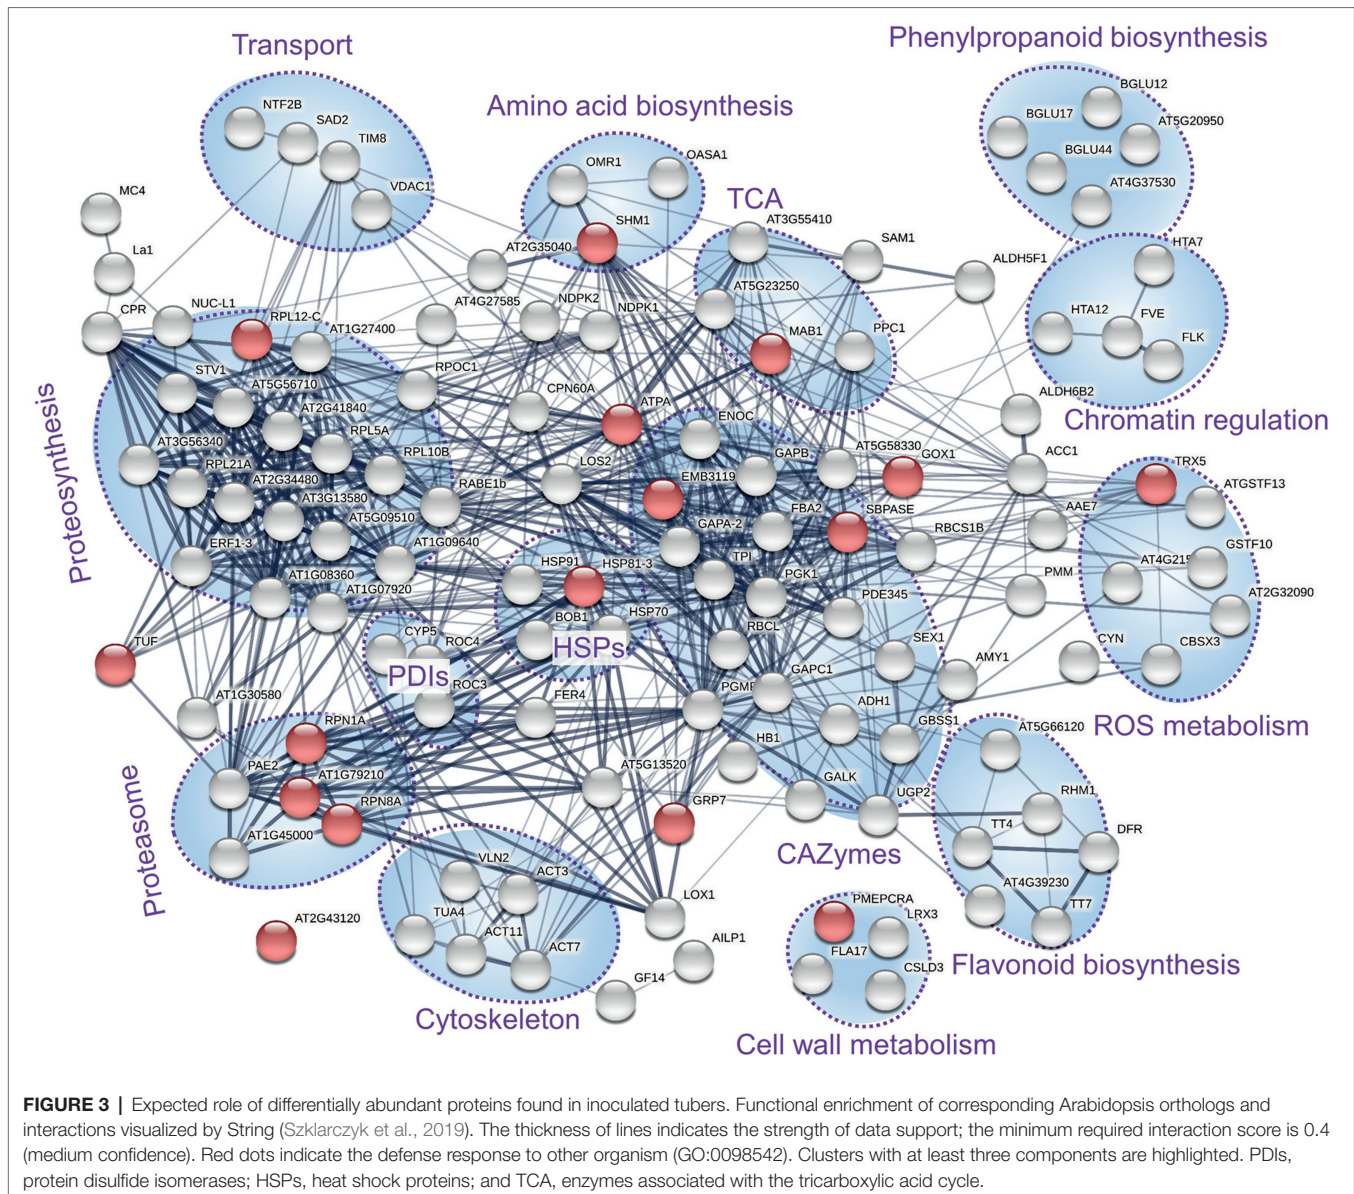 Transport
Phenylpropanoid biosynthesis
Amino acid biosynthesis
BGLU12
NTF2B
BGLU17
AT5G20950
SAD2
TIM8
BGLU44
OMR1
OASA1
AT4G37530
VDAC1
MC4
TCA
SHM1
AT3G55410
La1
AT2G35040
SAM1
HTA7
ALDH5F1
AT5G23250
CPR
NUC-L1
AT4G27585
NDPK2
NDPK1
HTA12
FVE
RPL12-C
AT1G27400
MAB1
PPC1
FLK
STV1
AT5G56710
RPOC1
CPN60A
ATPA
ALDH6B2
AT2G41840
ENOC
Chromatin regulation
RPL5A
AT3G56340
RPL10B
LOS2
GAPB
AT5G58330
GOX1
ACC1
TRX5
RPL21A
AT2G34480
RABE1b
EMB3119
ATGSTF13
AT3G13580
FBA2
SBPASE
AAE7
AT5G09510
GAPA-2
RBCS1B
ERF1-3
AT1G09640
HSP91
HSP81-3
TPI
GSTF10
AT4G215
AT1G08360
PGK1
PMM
AT1G07920
BOB1
HSP70
PDE345
AT2G32090
Proteosynthesis
CYP5
ROC4
RBCL
SEX1
CYN
CBSX3
TUF
HSPs
PDIs
GAPC1
AMY1
ROC3
FER4
AT1G30580
ADH1
RPN1A
GBSS1
AT5G66120
ROS metabolism
HB1
PAE2
AT1G79210
AT5G13520
GALK
UGP2
RHM1
RPN8A
GRP7
TT4
DFR
AT1G45000
Proteasome
CAZymes
VLN2
ACT3
AT4G39230
LOX1
PMEPCRA
TT7
TUA4
LRX3
AT2G43120
ACT11
ACT7
AILP1
FLA17
CSLD3
Flavonoid biosynthesis
GF14
Cytoskeleton
Cell wall metabolism
FIGURE 3 | Expected role of differentially abundant proteins found in inoculated tubers. Functional enrichment of corresponding Arabidopsis orthologs and
interactions visualized by String (Szklarczyk et al., 2019). The thickness of lines indicates the strength of data support; the minimum required interaction score is 0.4
(medium confidence). Red dots indicate the defense response to other organism (GO:0098542). Clusters with at least three components are highlighted. PDIs,
protein disulfide isomerases; HSPs, heat shock proteins; and TCA, enzymes associated with the tricarboxylic acid cycle.